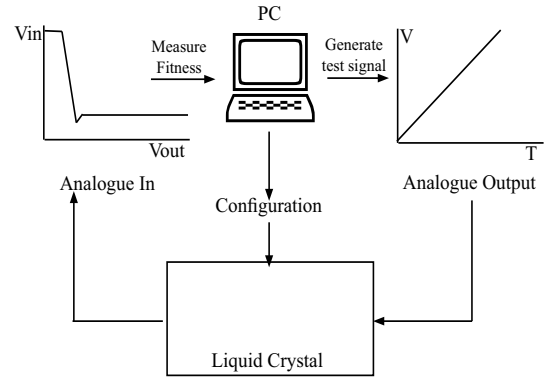 PC
Vin
Measure
Fitness
Generate
test signal
V
Vout
T
Analogue In
Analogue Output
Configuration
Liquid Crystal